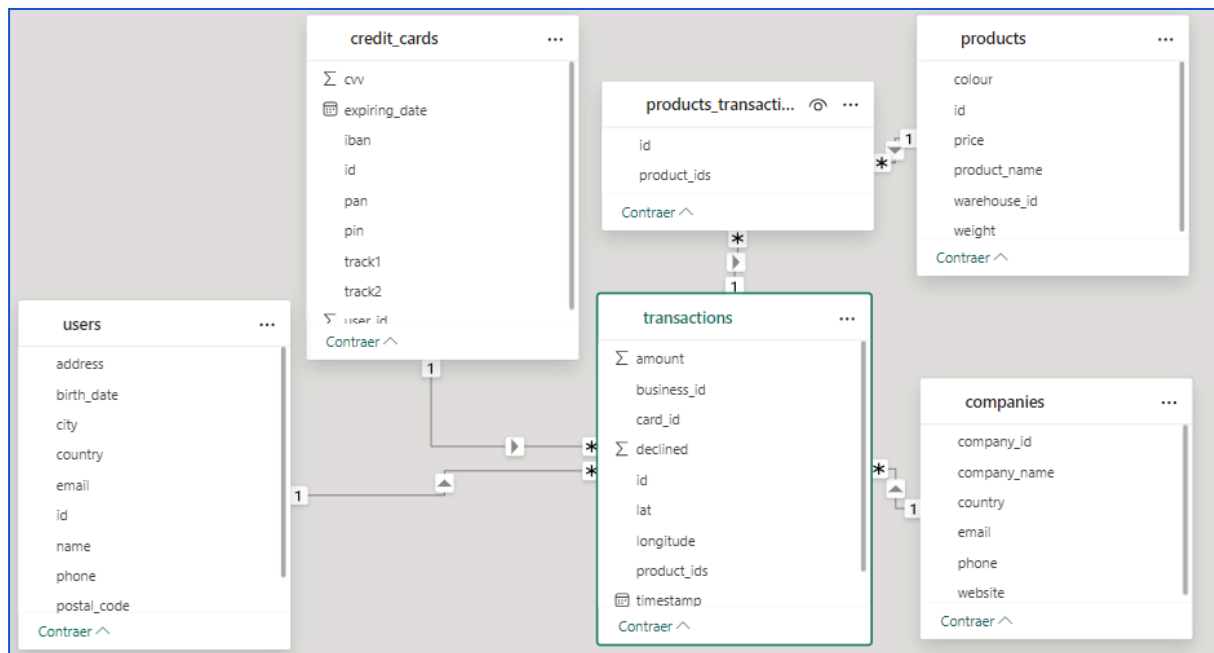 credit_cards ...
Σ cvv
expiring_date
iban
id
pan
pin
track1
track2
Σ user_id
Contraer
products_transacti... ...
id
product_ids
Contraer
products ...
colour
id
price
product_name
warehouse_id
weight
Contraer
1
*
*
1
users ...
address
birth_date
city
country
email
id
name
phone
postal_code
Contraer
1
*
1
*
transactions ...
Σ amount
business_id
card_id
Σ declined
id
lat
longitude
product_ids
timestamp
Contraer
*
1
companies ...
company_id
company_name
country
email
phone
website
Contraer